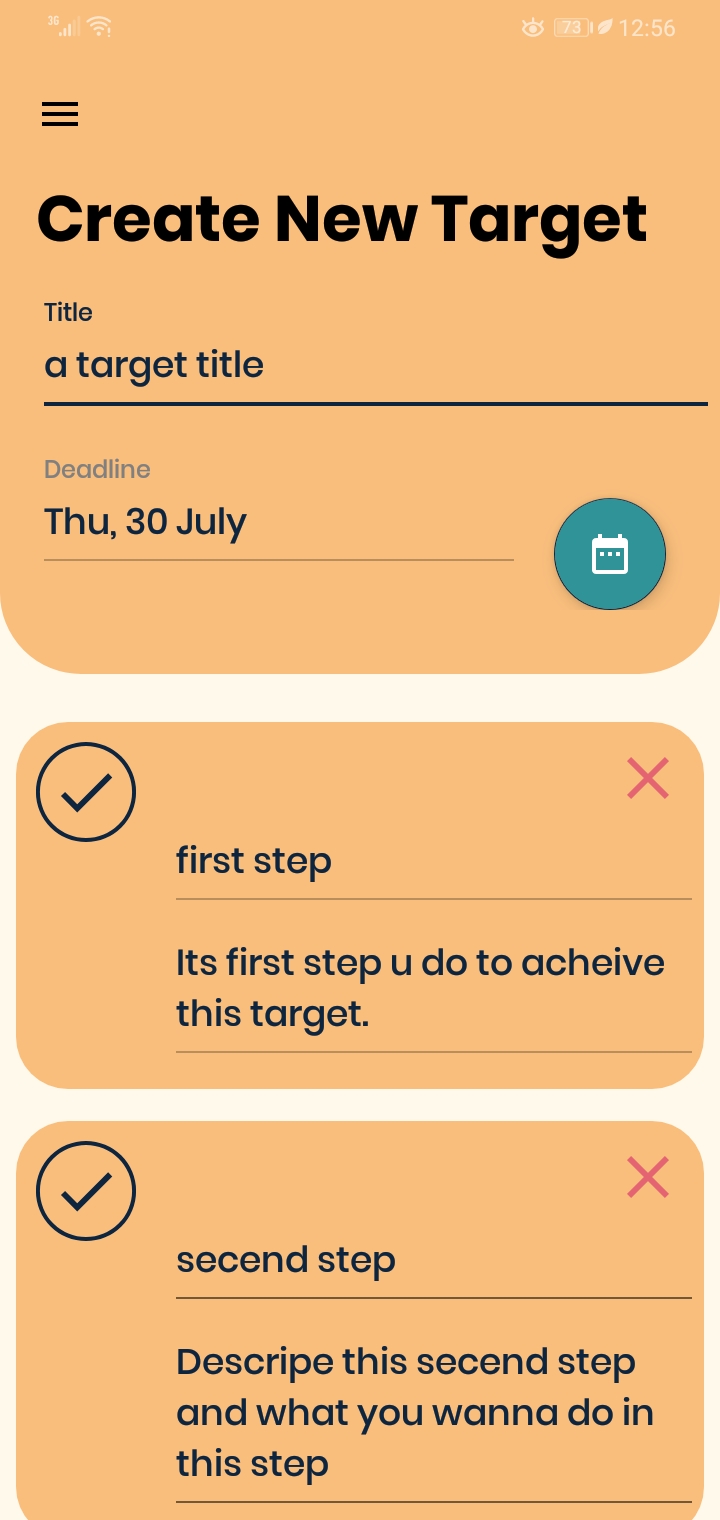 3G 73 12:56
Create New Target
Title
a target title
Deadline
Thu, 30 July
first step
Its first step u do to acheive
this target.
secend step
Descripe this secend step
and what you wanna do in
this step